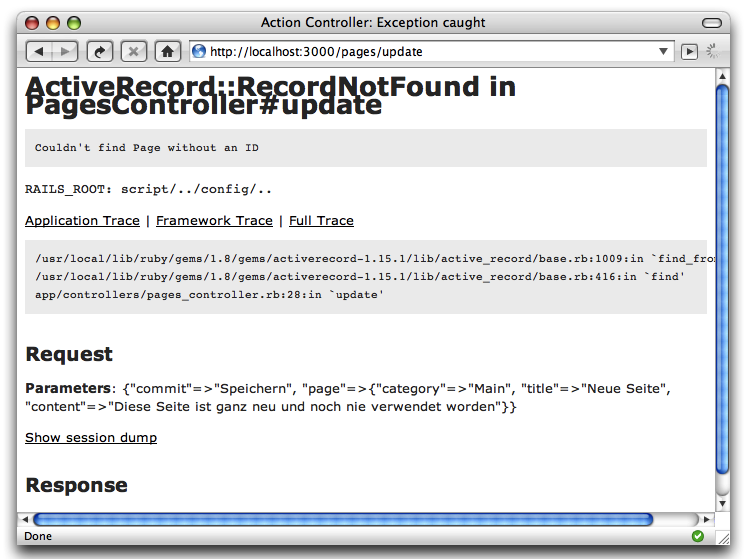 Action Controller: Exception caught
http://localhost:3000/pages/update
ActiveRecord::RecordNotFound in
PagesController#update
Couldn't find Page without an ID
RAILS_ROOT: script/../config/..
Application Trace | Framework Trace | Full Trace
/usr/local/lib/ruby/gems/1.8/gems/activerecord-1.15.1/lib/active_record/base.rb:1009:in `find_fro
/usr/local/lib/ruby/gems/1.8/gems/activerecord-1.15.1/lib/active_record/base.rb:416:in `find'
app/controllers/pages_controller.rb:28:in `update'
Request
Parameters: {"commit"=>"Speichern", "page"=>{"category"=>"Main", "title"=>"Neue Seite",
"content"=>"Diese Seite ist ganz neu und noch nie verwendet worden"}}
Show session dump
Response
Done